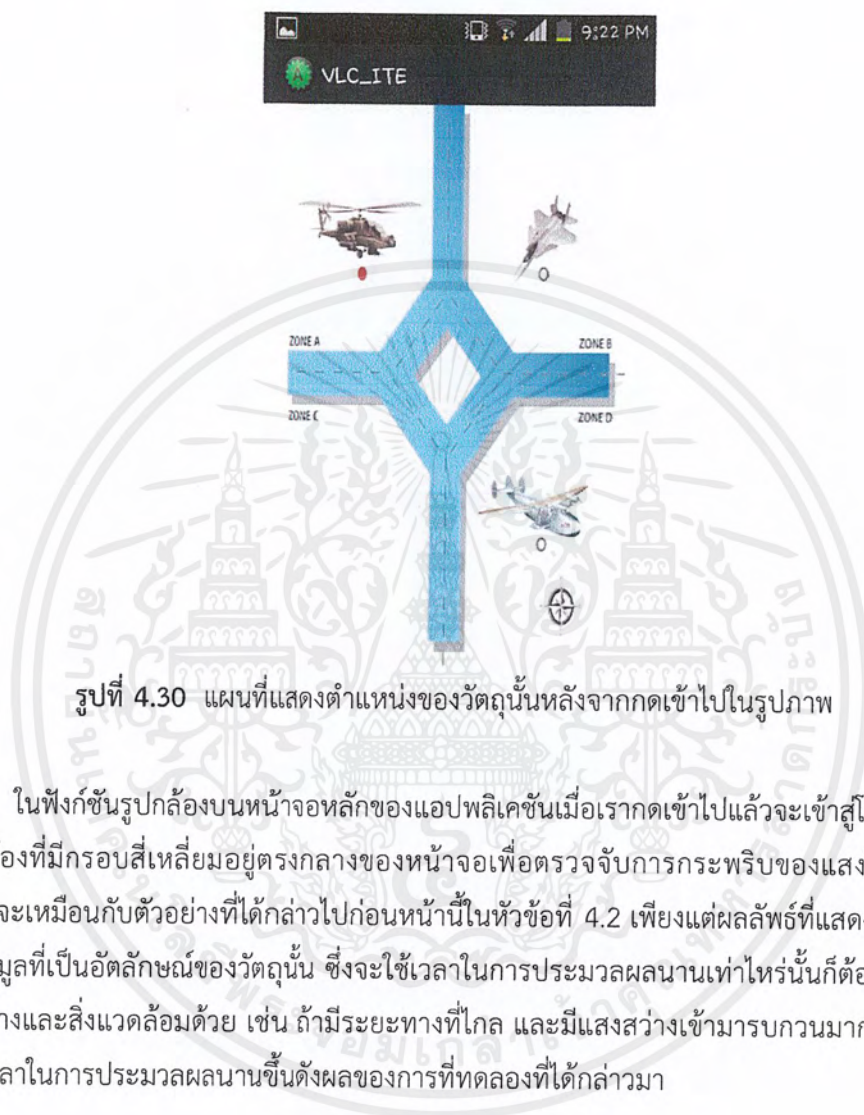 9:22 PM
VLC_ITE
ZONE A
ZONE B
ZONE C
ZONE D
รูปที่ 4.30 แผนที่แสดงตำแหน่งของวัตถุนั้นหลังจากกดเข้าไปในรูปภาพ
ในฟังก์ชันรูปกล้องบนหน้าจอหลักของแอปพลิเคชันเมื่อเรากดเข้าไปแล้วจะเข้าสู่โ
องที่มีกรอบสี่เหลี่ยมอยู่ตรงกลางของหน้าจอเพื่อตรวจจับการกระพริบของแสง
จะเหมือนกับตัวอย่างที่ได้กล่าวไปก่อนหน้านี้ในหัวข้อที่ 4.2 เพียงแต่ผลลัพธ์ที่แสด
มูลที่เป็นอัตลักษณ์ของวัตถุนั้น ซึ่งจะใช้เวลาในการประมวลผลนานเท่าไหร่นั้นก็ต้อ
างและสิ่งแวดล้อมด้วย เช่น ถ้ามีระยะทางที่ไกล และมีแสงสว่างเข้ามารบกวนมาก
ลาในการประมวลผลนานขึ้นดังผลของการที่ทดลองที่ได้กล่าวมา